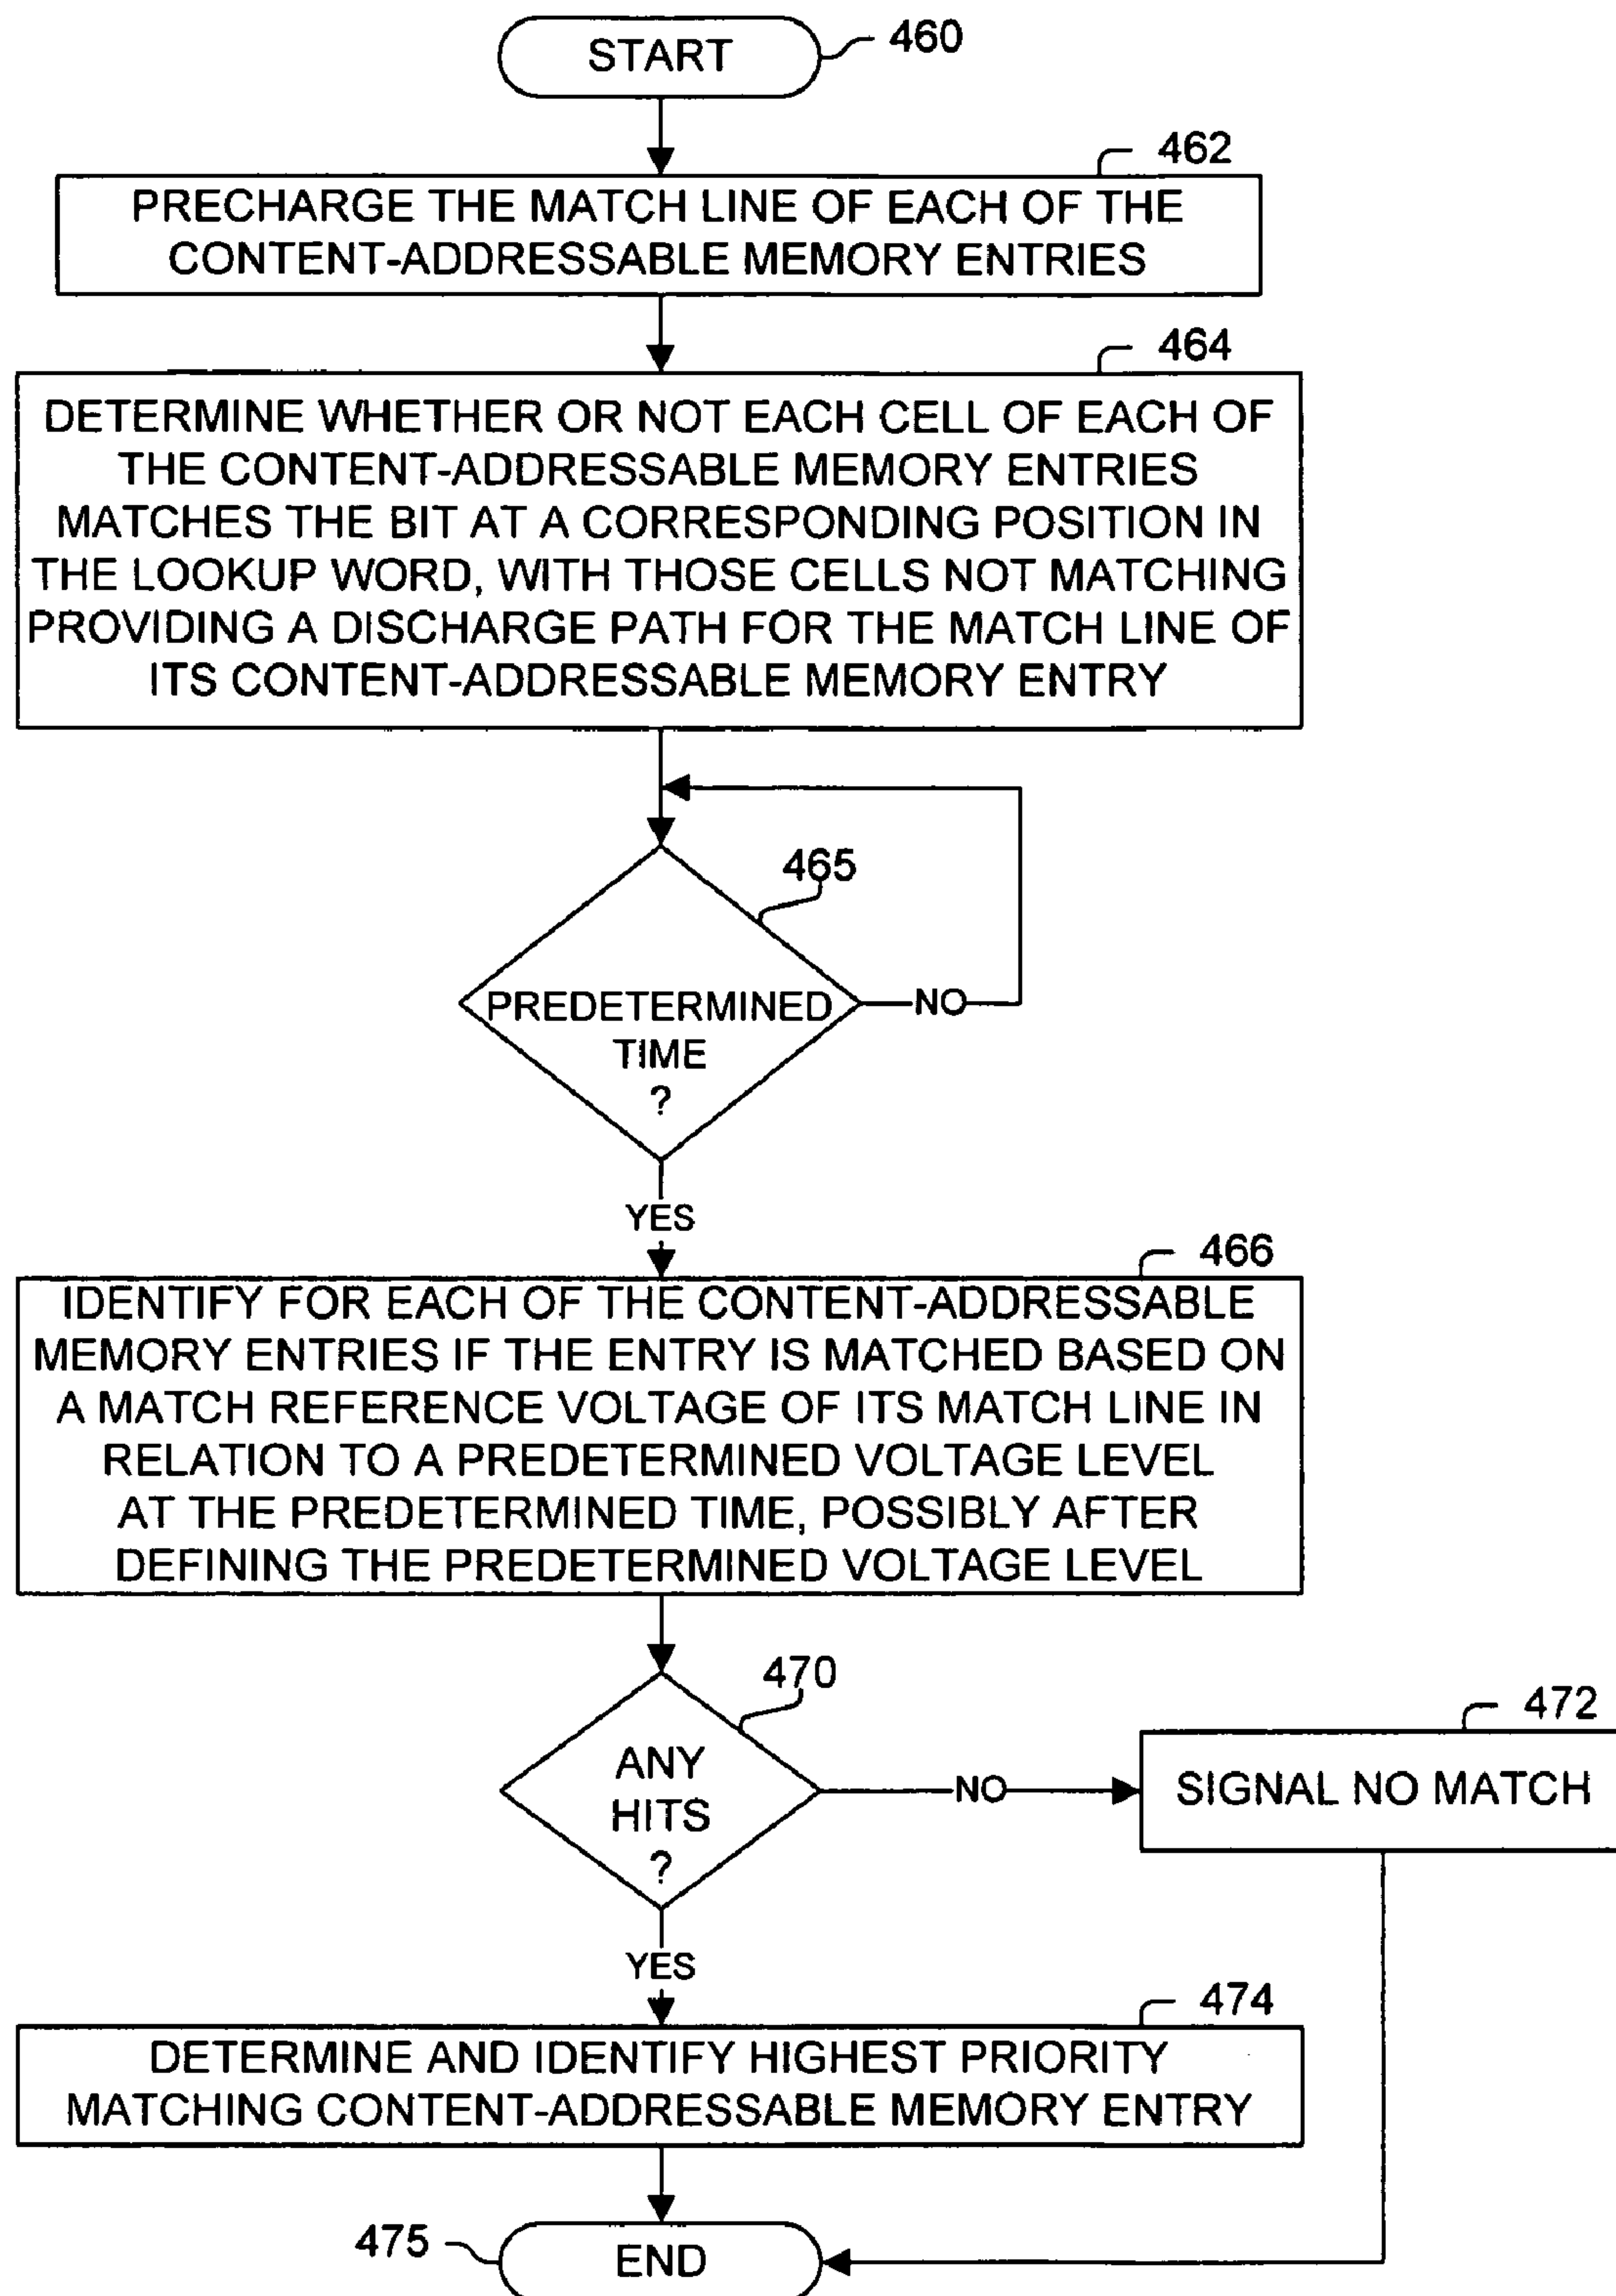 START
460
462
PRECHARGE THE MATCH LINE OF EACH OF THE
CONTENT-ADDRESSABLE MEMORY ENTRIES
464
DETERMINE WHETHER OR NOT EACH CELL OF EACH OF
THE CONTENT-ADDRESSABLE MEMORY ENTRIES
MATCHES THE BIT AT A CORRESPONDING POSITION IN
THE LOOKUP WORD, WITH THOSE CELLS NOT MATCHING
PROVIDING A DISCHARGE PATH FOR THE MATCH LINE OF
ITS CONTENT-ADDRESSABLE MEMORY ENTRY
465
PREDETERMINED
TIME
?
NO
YES
466
IDENTIFY FOR EACH OF THE CONTENT-ADDRESSABLE
MEMORY ENTRIES IF THE ENTRY IS MATCHED BASED ON
A MATCH REFERENCE VOLTAGE OF ITS MATCH LINE IN
RELATION TO A PREDETERMINED VOLTAGE LEVEL
AT THE PREDETERMINED TIME, POSSIBLY AFTER
DEFINING THE PREDETERMINED VOLTAGE LEVEL
470
ANY
HITS
?
NO
472
SIGNAL NO MATCH
YES
474
DETERMINE AND IDENTIFY HIGHEST PRIORITY
MATCHING CONTENT-ADDRESSABLE MEMORY ENTRY
475
END